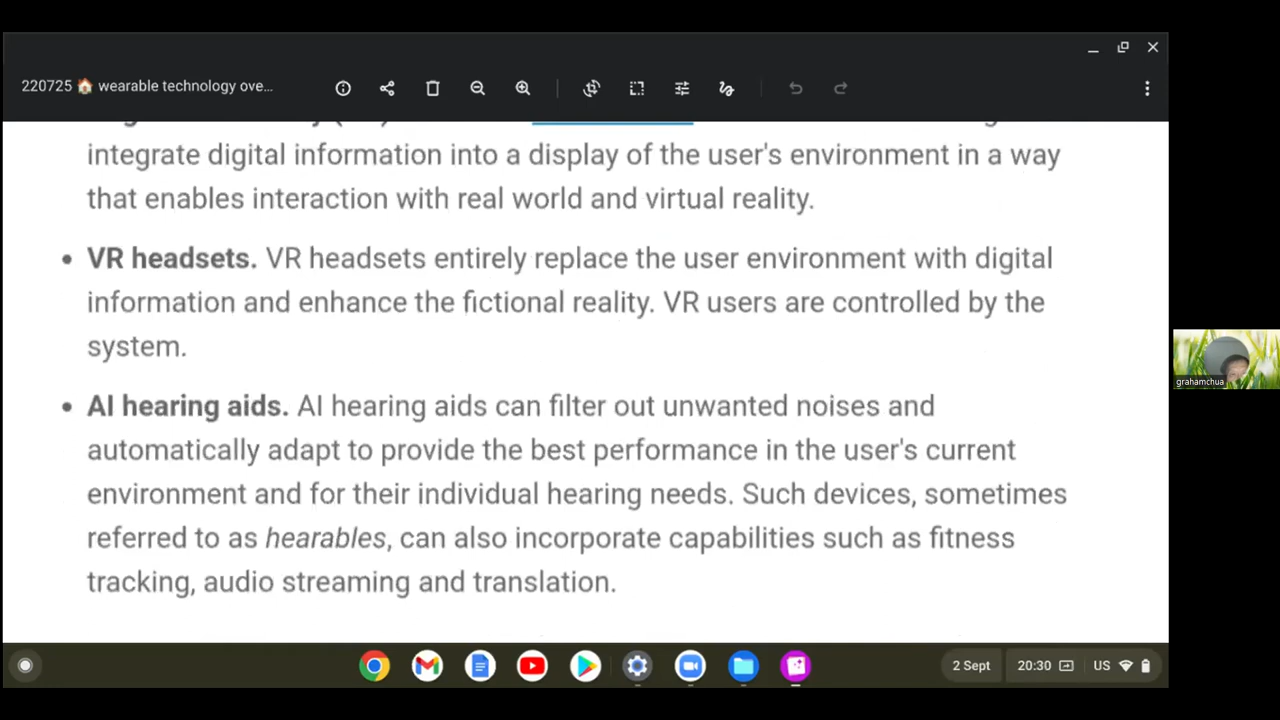 220725 🏠 wearable technology ove...
integrate digital information into a display of the user's environment in a way
that enables interaction with real world and virtual reality.
• VR headsets. VR headsets entirely replace the user environment with digital
information and enhance the fictional reality. VR users are controlled by the
system.
• AI hearing aids. AI hearing aids can filter out unwanted noises and
automatically adapt to provide the best performance in the user's current
environment and for their individual hearing needs. Such devices, sometimes
referred to as hearables, can also incorporate capabilities such as fitness
tracking, audio streaming and translation.
grahamchua
2 Sept 20:30 US